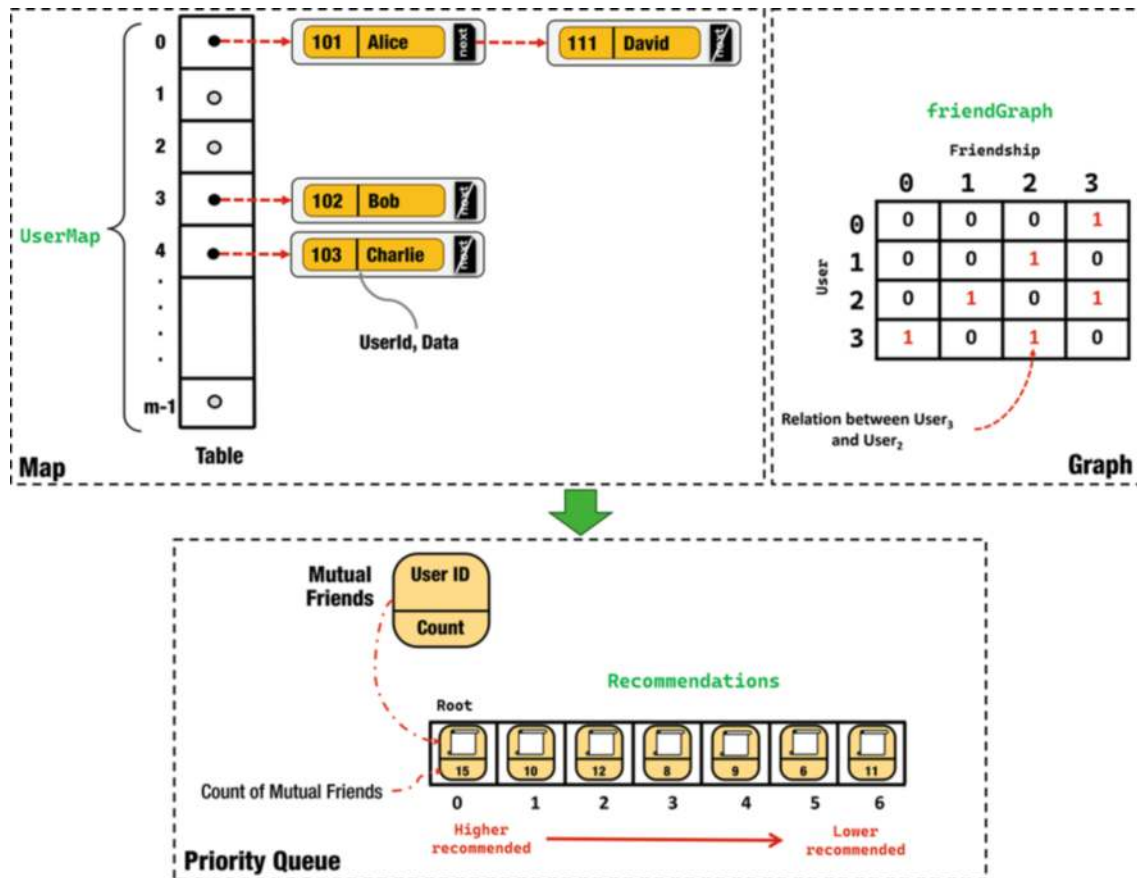 0
101 Alice next
111 David next
1
2
3
102 Bob next
UserMap
4
103 Charlie next
.
.
.
.
UserId, Data
m-1
Table
Map
friendGraph
Friendship
0 1 2 3
User
0 0 0 0 1
1 0 0 1 0
2 0 1 0 1
3 1 0 1 0
Relation between User3
and User2
Graph
Mutual
Friends
User ID
Count
Recommendations
Root
15 10 12 8 9 6 11
Count of Mutual Friends
0 1 2 3 4 5 6
Higher
recommended
Lower
recommended
Priority Queue